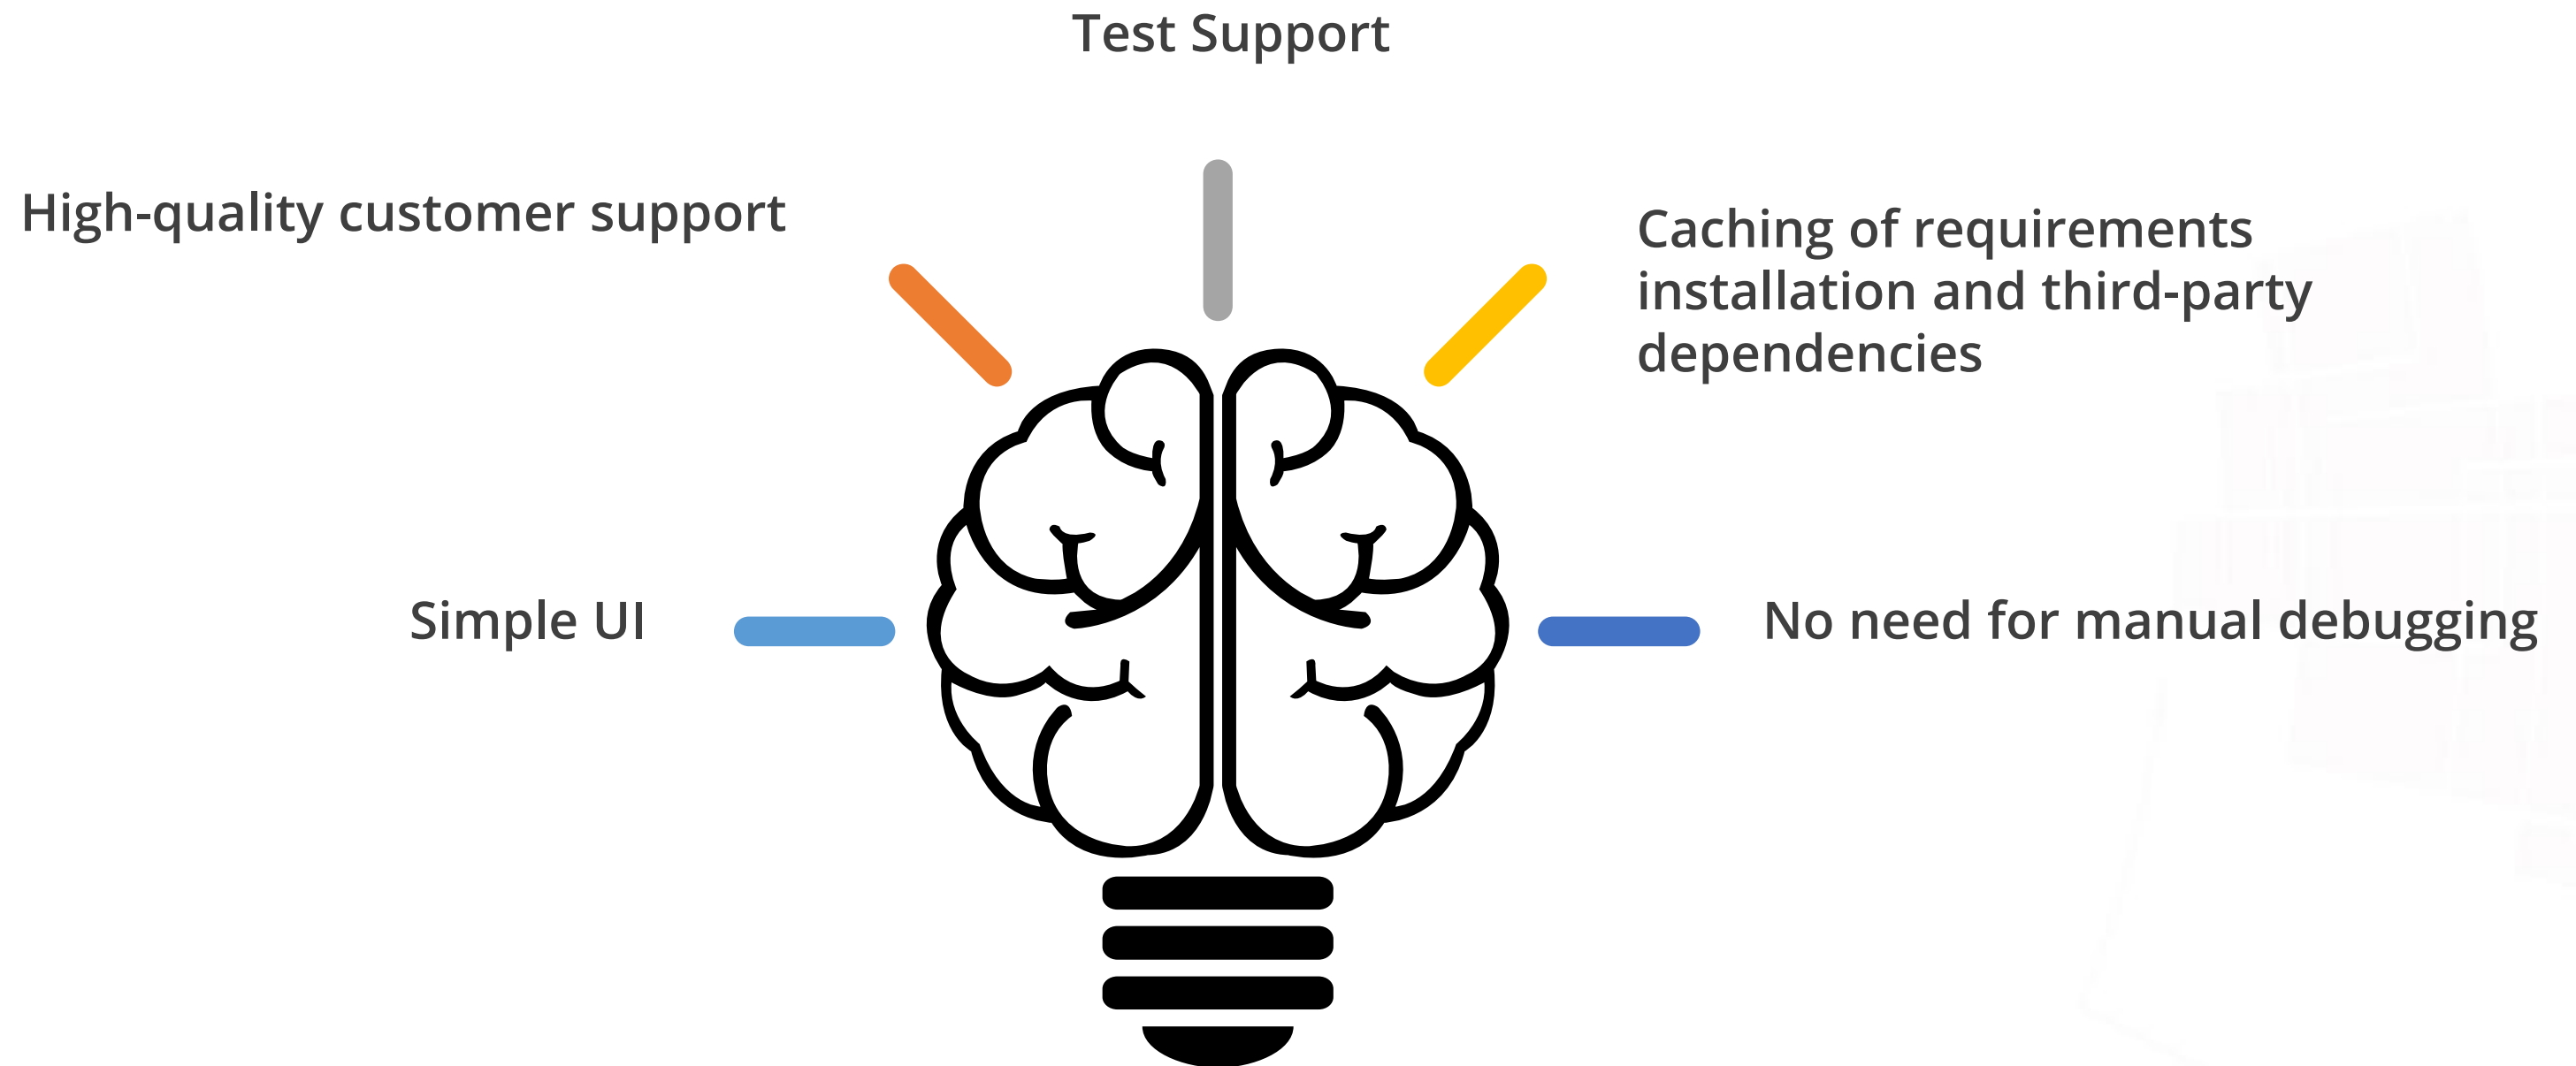 Test Support
High-quality customer support
Caching of requirements
installation and third-party
dependencies
Simple UI
No need for manual debugging